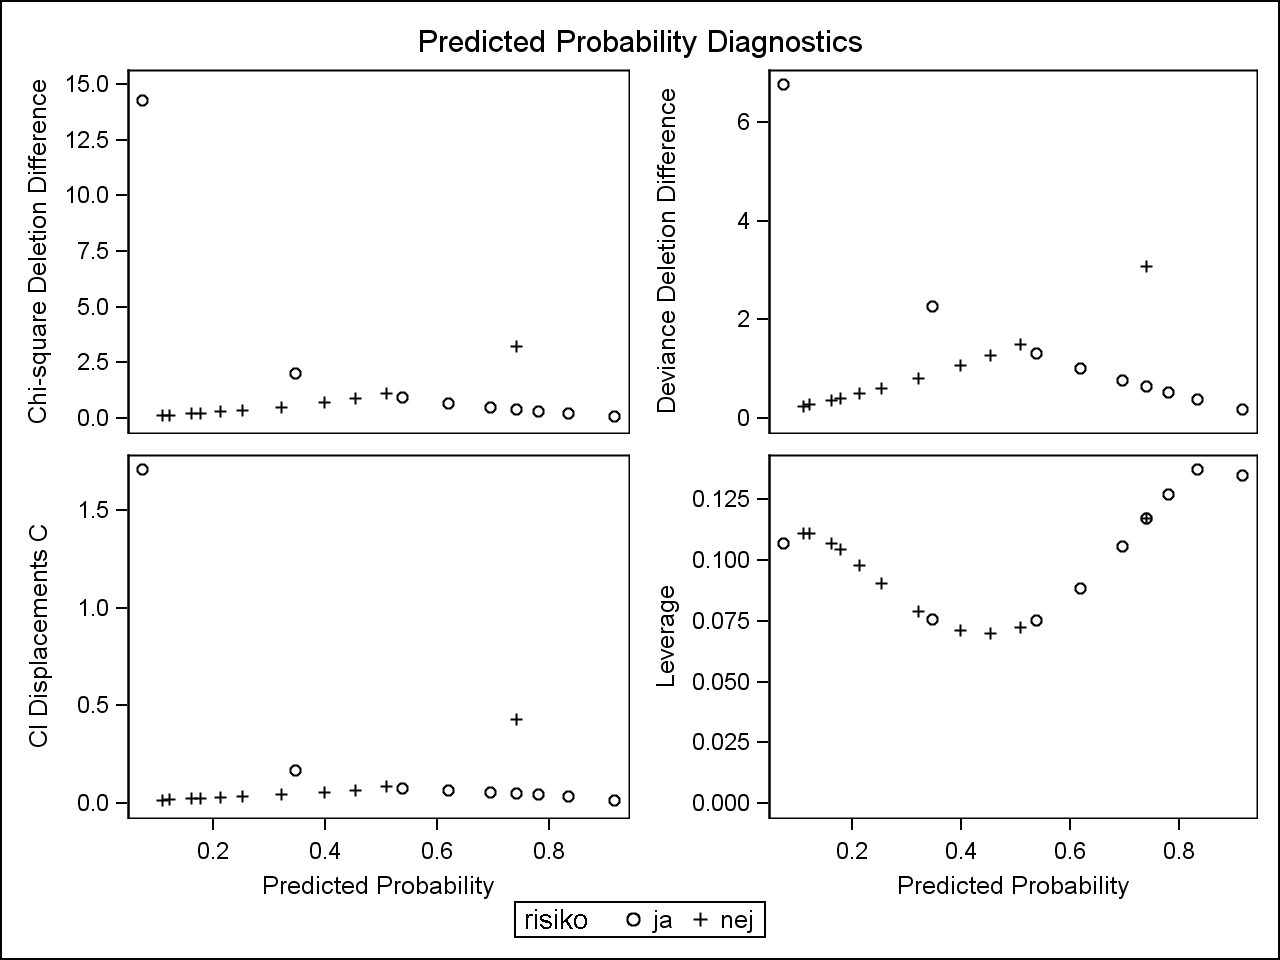 Predicted Probability Diagnostics
Chi-square Deletion Difference
15.0
12.5
10.0
7.5
5.0
2.5
0.0
Deviance Deletion Difference
6
4
2
0
CI Displacements C
1.5
1.0
0.5
0.0
0.2 0.4 0.6 0.8
Predicted Probability
Leverage
0.125
0.100
0.075
0.050
0.025
0.000
0.2 0.4 0.6 0.8
Predicted Probability
risiko ja nej